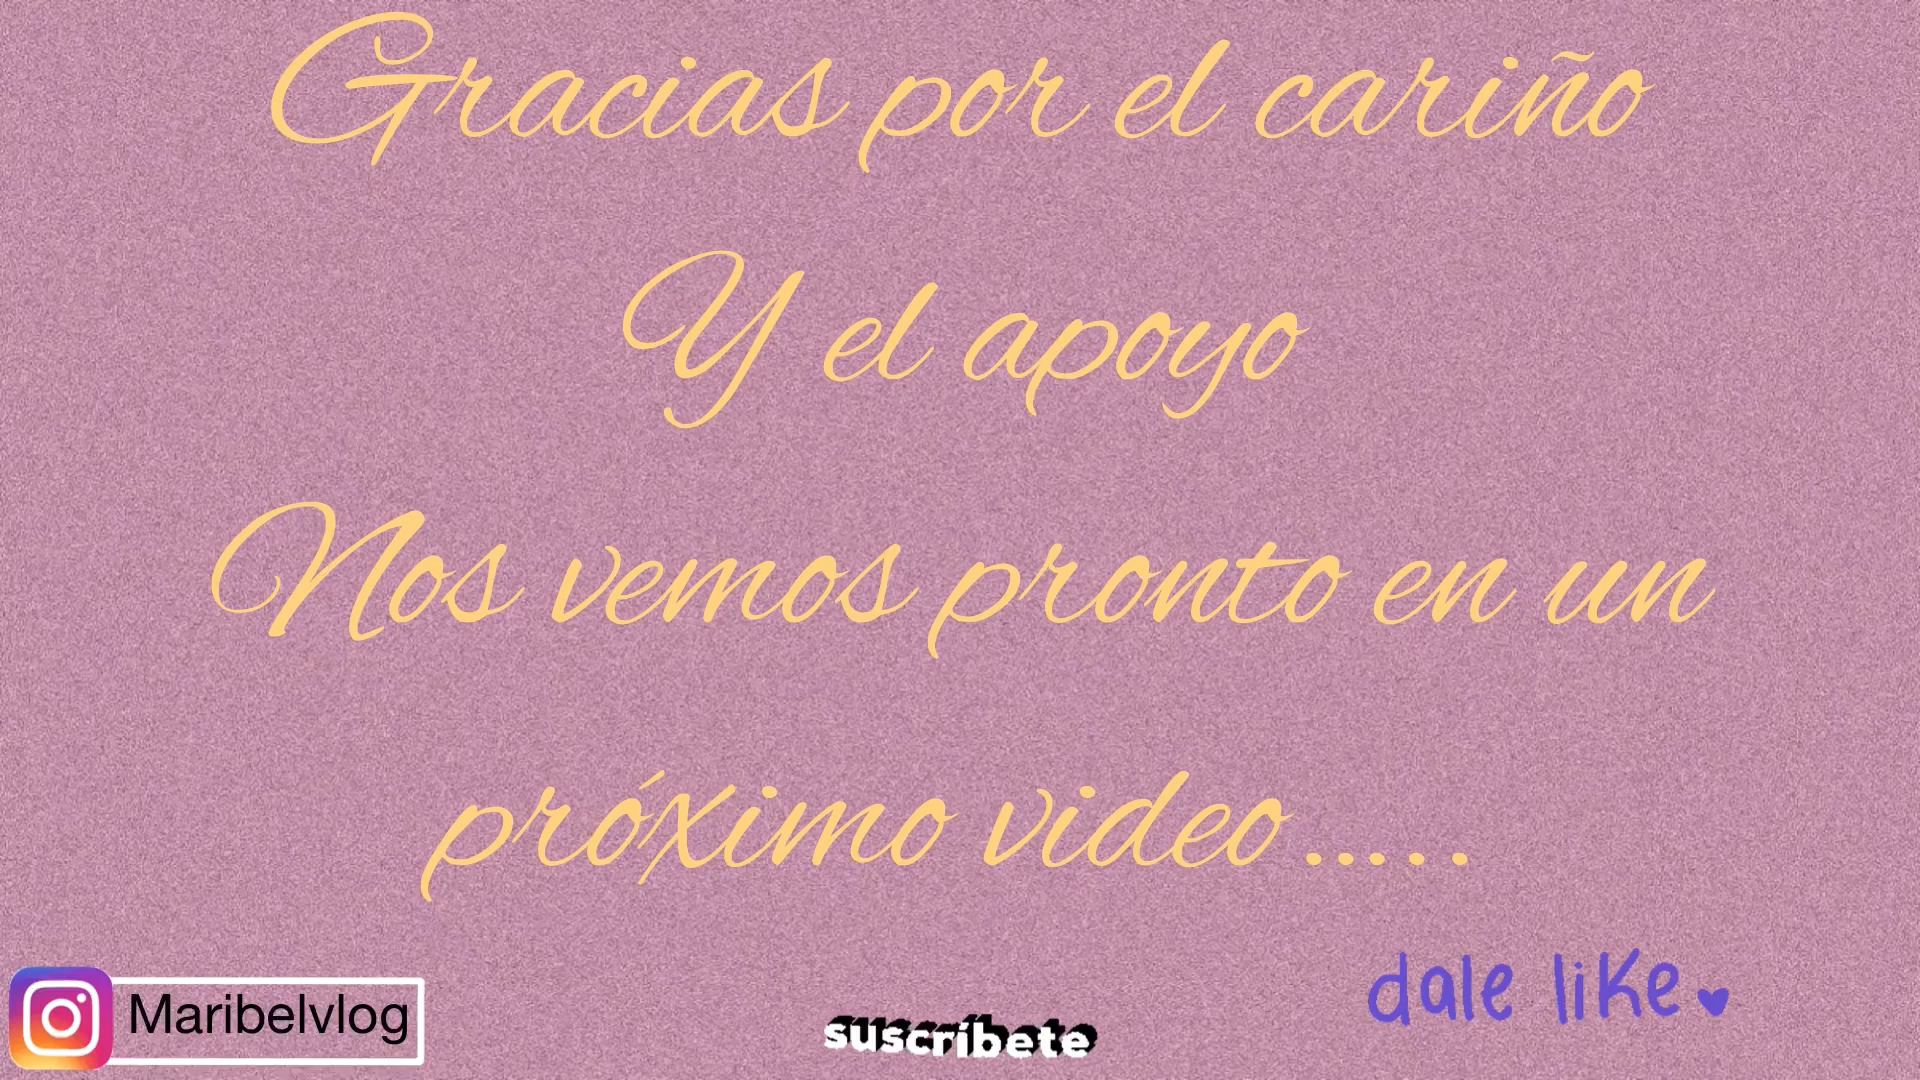 Gracias por el cariño
Y el apoyo
Nos vemos pronto en un
próximo video.....
Maribelvlog
suscríbete
dale like